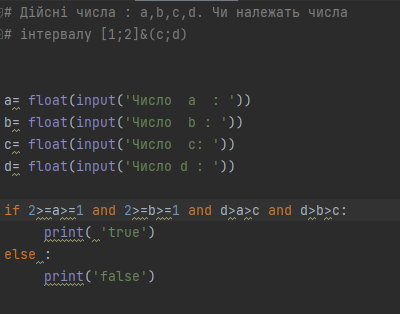 # Дійсні числа : a,b,c,d. Чи належать числа
# інтервалу [1;2]&(c;d)
a= float(input('Число  a  : '))
b= float(input('Число  b : '))
c= float(input('Число  c: '))
d= float(input('Число d : '))
if 2>=a>=1 and 2>=b>=1 and d>a>c and d>b>c:
    print( 'true')
else :
    print('false')